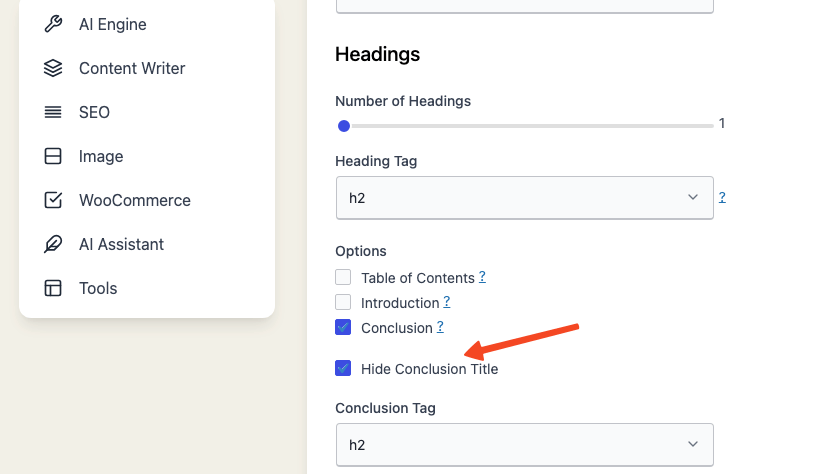 AI Engine
Content Writer
SEO
Image
WooCommerce
AI Assistant
Tools
Headings
Number of Headings
1
Heading Tag
h2 ?
Options
Table of Contents ?
Introduction ?
Conclusion ?
Hide Conclusion Title
Conclusion Tag
h2